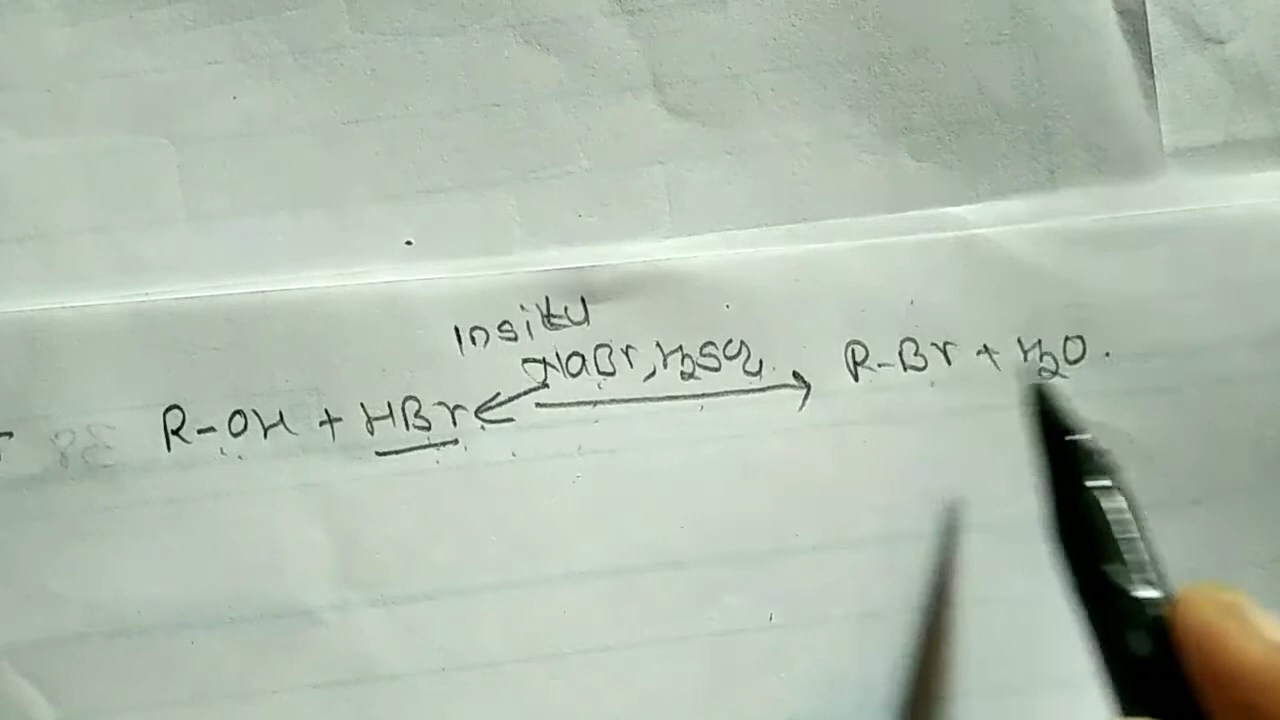 Insitu
NaBr, H2SO4
R-OH + HBr
R-Br + H2O.